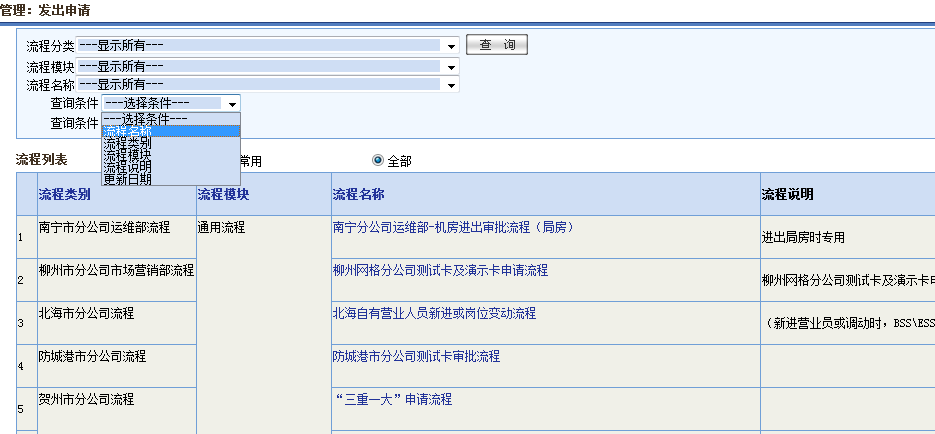 管理：发出申请
流程分类 ---显示所有---
查 询
流程模块 ---显示所有---
流程名称 ---显示所有---
查询条件 ---选择条件---
查询条件
---选择条件---
流程名称
流程类别
流程模块
流程说明
更新日期
流程列表 常用 全部
流程类别 流程模块 流程名称 流程说明
1 南宁市分公司运维部流程 通用流程 南宁分公司运维部-机房进出审批流程（局房） 进出局房时专用
2 柳州市分公司市场营销部流程 柳州网格分公司测试卡及演示卡申请流程 柳州网格分公司测试卡及演示卡申
3 北海市分公司流程 北海自有营业人员新进或岗位变动流程 （新进营业员或调动时，BSS\ESS
4 防城港市分公司流程 防城港市分公司测试卡审批流程
5 贺州市分公司流程 “三重一大”申请流程